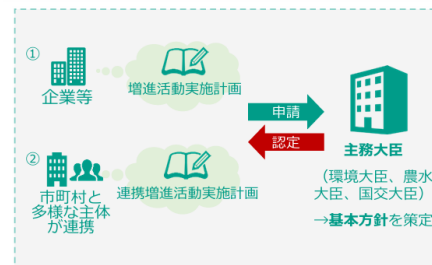 ①
企業等
増進活動実施計画
②
市町村と
多様な主体
が連携
連携増進活動実施計画
申請
認定
主務大臣
（環境大臣、農水
大臣、国交大臣）
→基本方針を策定